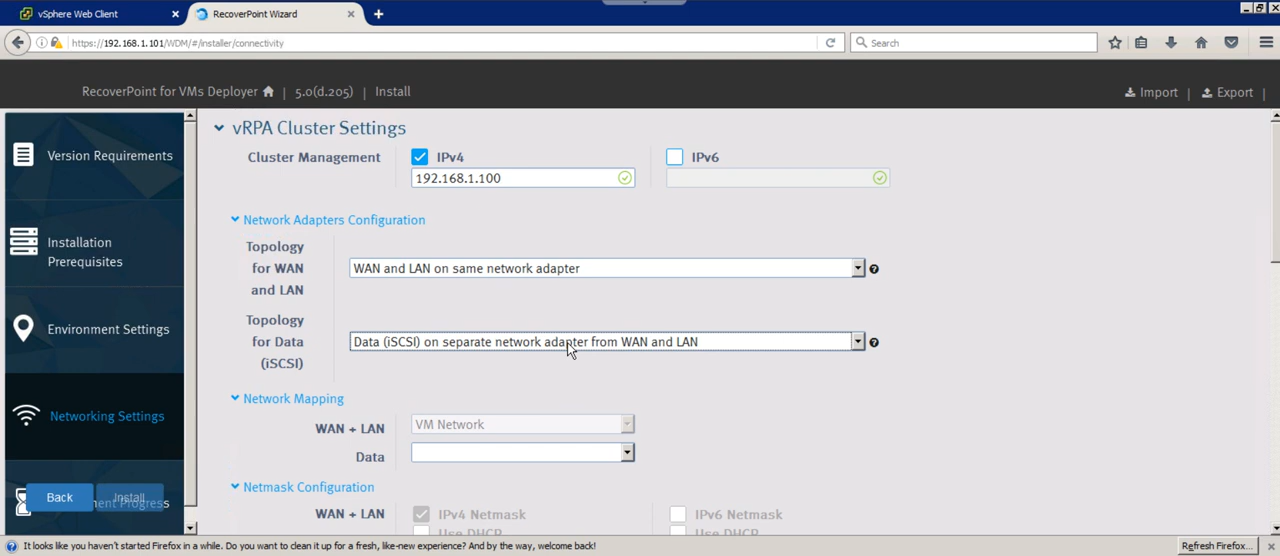 vSphere Web Client
RecoverPoint Wizard
https://192.168.1.101/WDM/#/installer/connectivity
Search
RecoverPoint for VMs Deployer | 5.0(d.205) | Install
Import | Export |
Version Requirements
Installation
Prerequisites
Environment Settings
Networking Settings
Back
Install
vRPA Cluster Settings
Cluster Management
IPv4
IPv6
192.168.1.100
Network Adapters Configuration
Topology
for WAN
and LAN
WAN and LAN on same network adapter
Topology
for Data
(iSCSI)
Data (iSCSI) on separate network adapter from WAN and LAN
Network Mapping
WAN + LAN
VM Network
Data
Netmask Configuration
WAN + LAN
IPv4 Netmask
IPv6 Netmask
Use DHCP
Use DHCP
It looks like you haven't started Firefox in a while. Do you want to clean it up for a fresh, like-new experience? And by the way, welcome back!
Refresh Firefox...